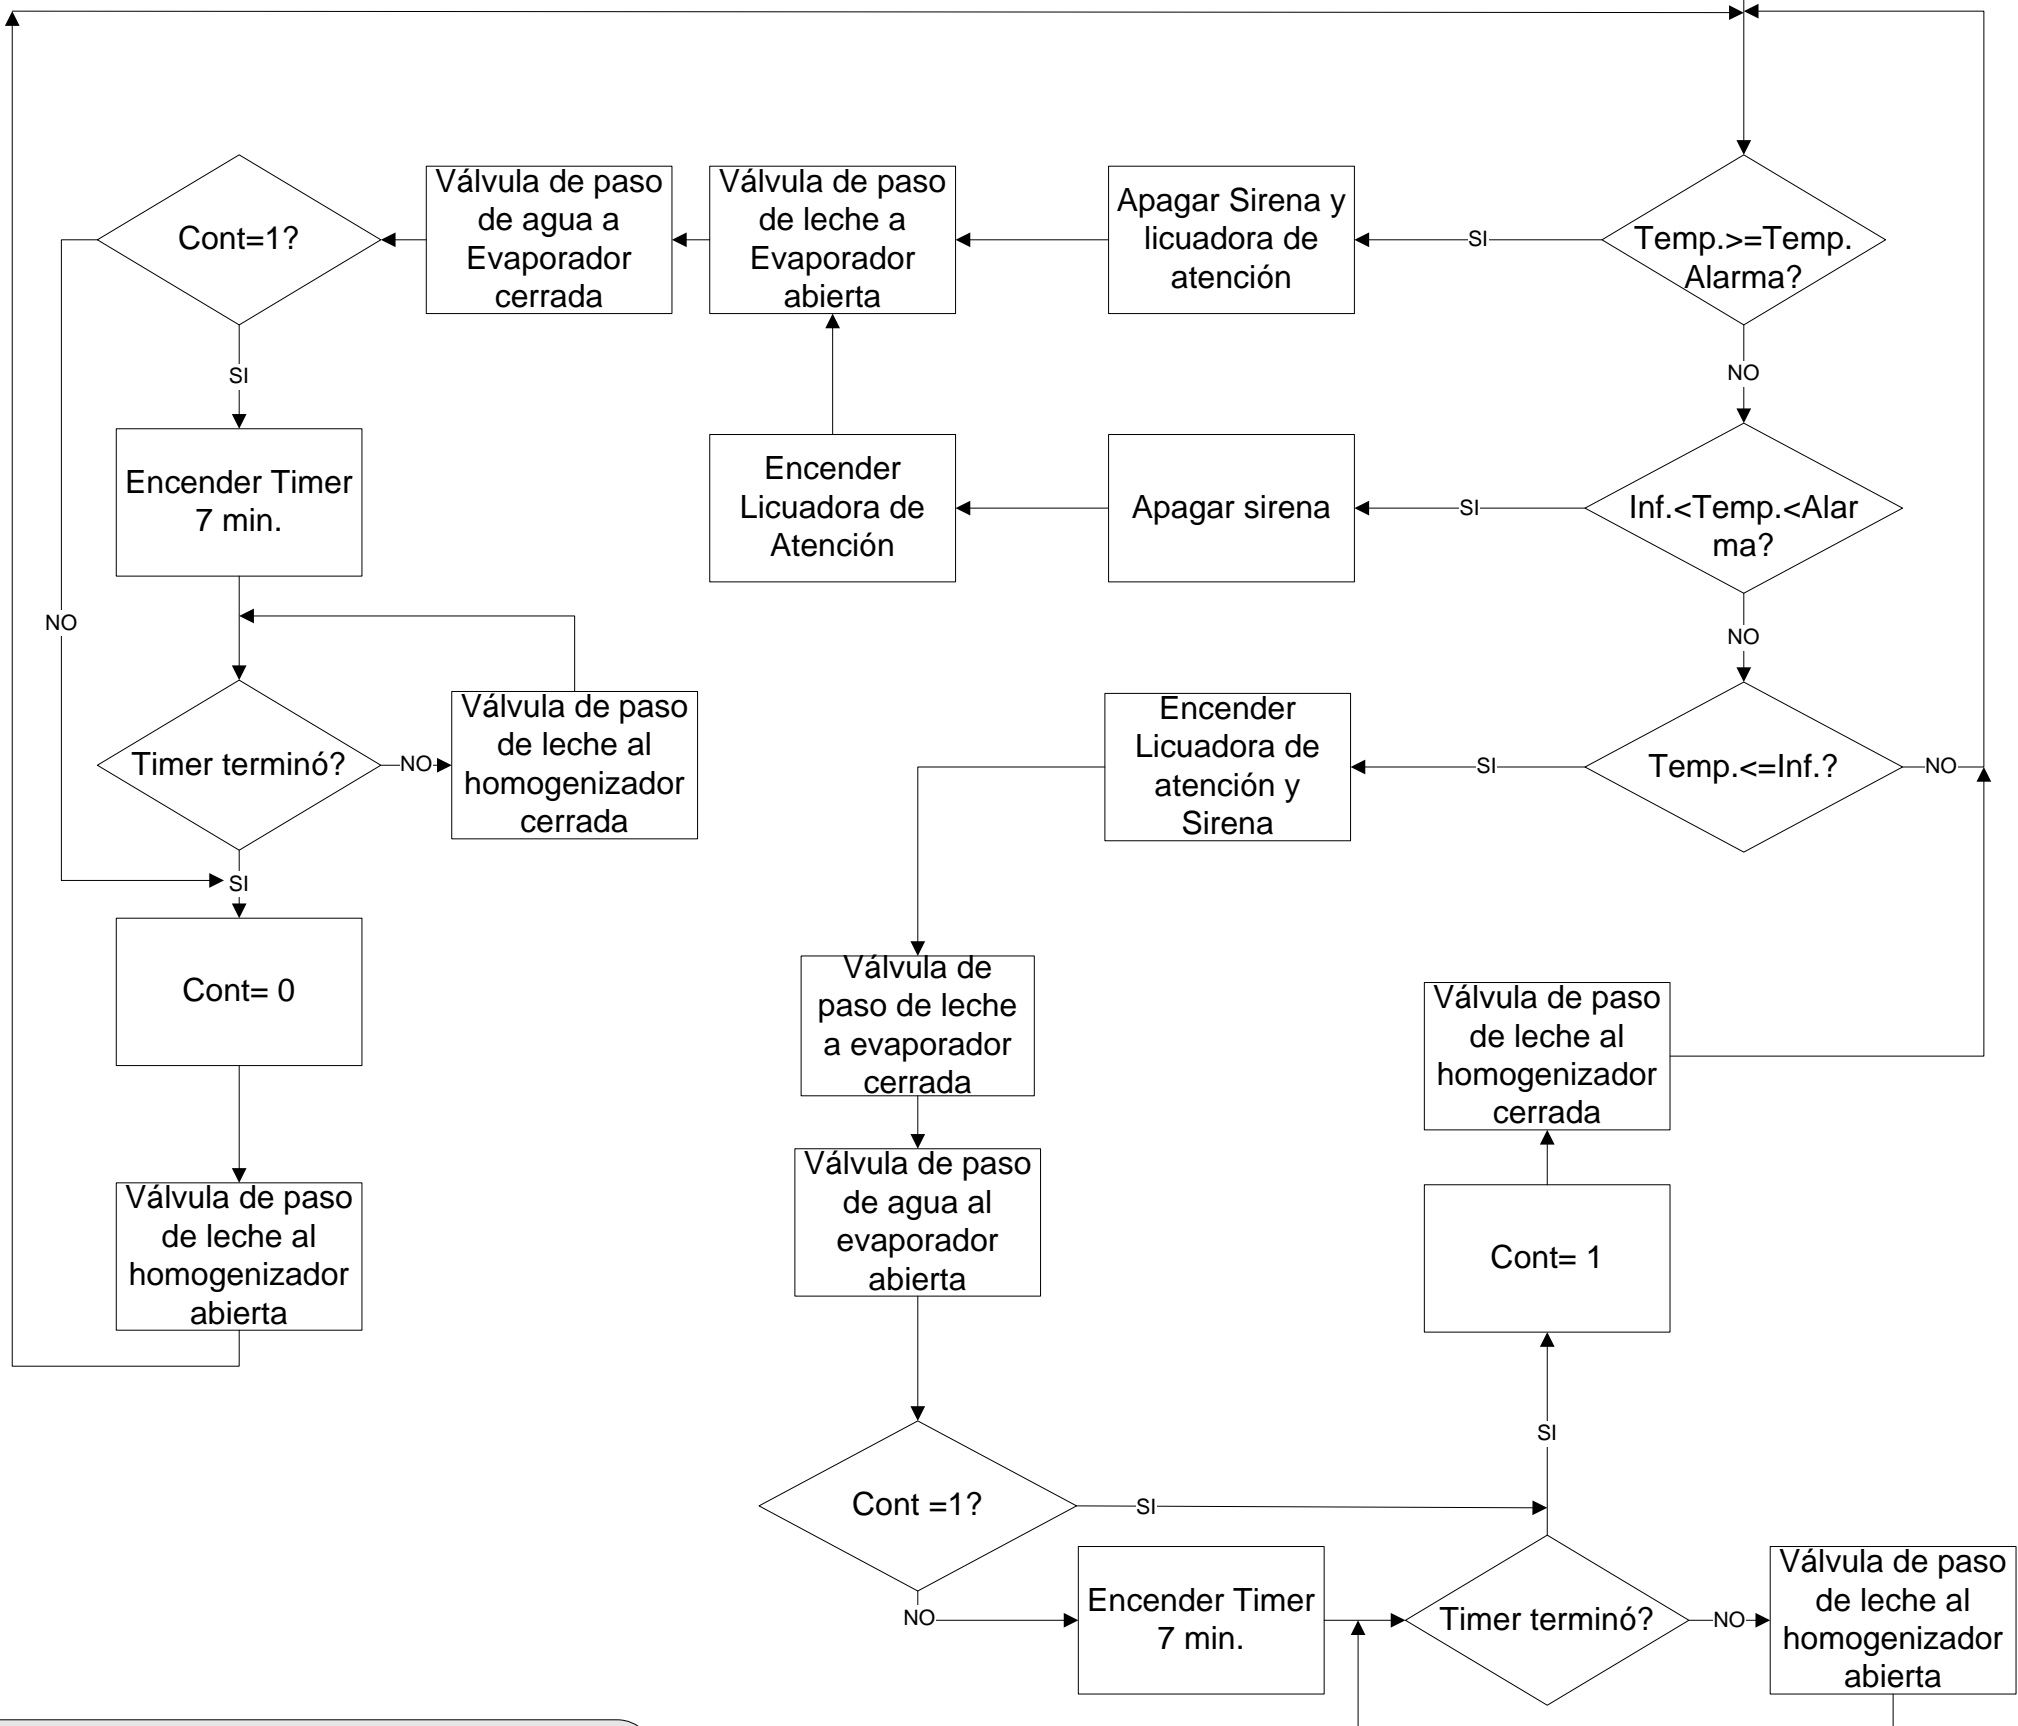 Cont=1?
Válvula de paso
de agua a
Evaporador
cerrada
Válvula de paso
de leche a
Evaporador
abierta
Apagar Sirena y
licuadora de
atención
SI
Temp.>=Temp.
Alarma?
SI
NO
Encender Timer
7 min.
Encender
Licuadora de
Atención
Apagar sirena
SI
Inf.<Temp.<Alar
ma?
NO
NO
Timer terminó?
NO
Válvula de paso
de leche al
homogenizador
cerrada
Encender
Licuadora de
atención y
Sirena
SI
Temp.<=Inf.?
NO
SI
Cont= 0
Válvula de
paso de leche
a evaporador
cerrada
Válvula de paso
de leche al
homogenizador
cerrada
Válvula de paso
de leche al
homogenizador
abierta
Válvula de paso
de agua al
evaporador
abierta
Cont= 1
SI
Cont =1?
SI
NO
Encender Timer
7 min.
Timer terminó?
NO
Válvula de paso
de leche al
homogenizador
abierta